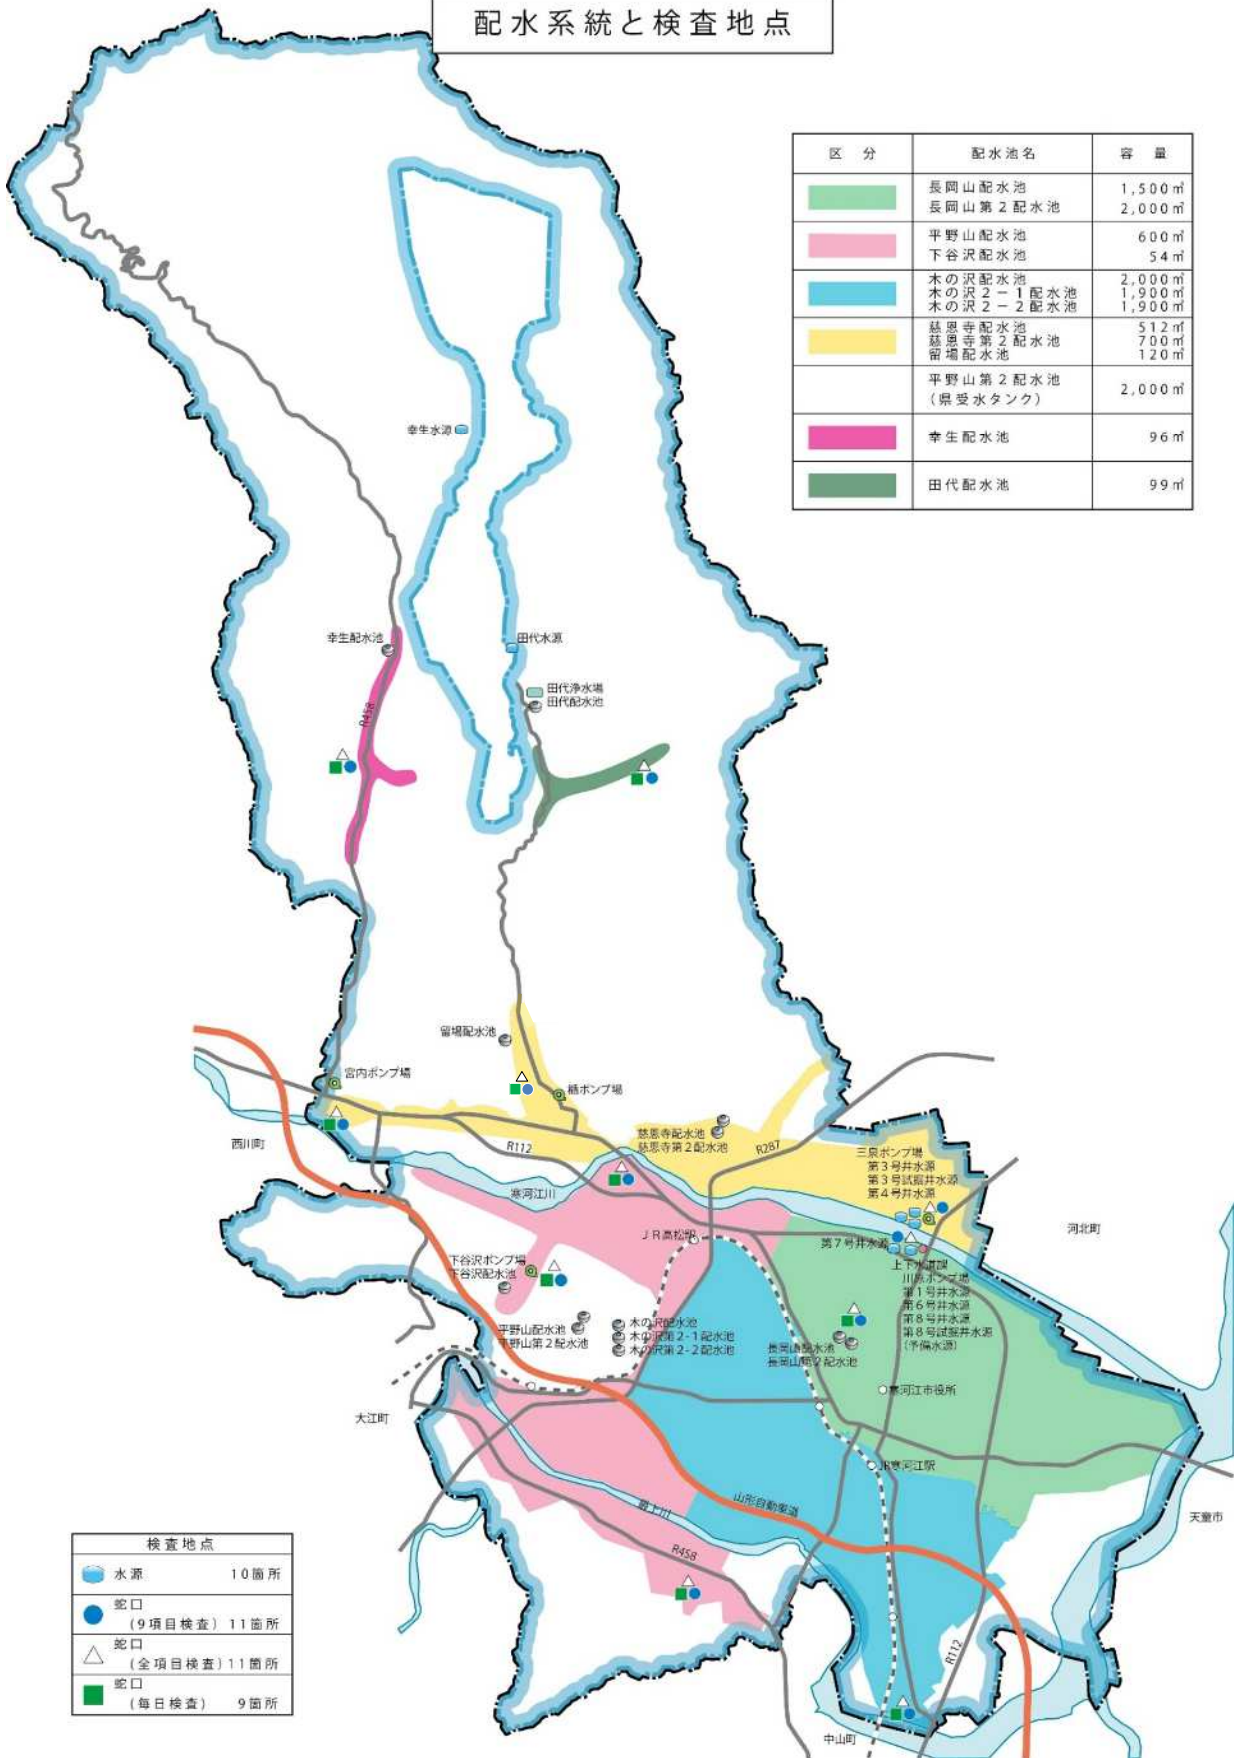 配水系統と検査地点
区 分 配水池名 容 量
長岡山配水池 1,500㎥
長岡山第2配水池 2,000㎥
平野山配水池 600㎥
下谷沢配水池 54㎥
木の沢配水池 2,000㎥
木の沢2-1配水池 1,900㎥
木の沢2-2配水池 1,900㎥
慈恩寺配水池 512㎥
慈恩寺第2配水池 700㎥
留場配水池 120㎥
平野山第2配水池
(県受水タンク) 2,000㎥
幸生配水池 96㎥
田代配水池 99㎥
幸生水源
幸生配水池
田代水源
田代浄水場
田代配水池
R458
留場配水池
宮内ポンプ場
楯ポンプ場
西川町
R112
慈恩寺配水池
慈恩寺第2配水池
R287
三泉ポンプ場
第3号井水源
第3号試掘井水源
第4号井水源
寒河江川
河北町
JR高松駅
第7号井水源
上下水道課
川原ポンプ場
第1号井水源
第6号井水源
第8号井水源
第8号試掘井水源
(予備水源)
下谷沢ポンプ場
下谷沢配水池
平野山配水池
平野山第2配水池
木の沢配水池
木の沢第2-1配水池
木の沢第2-2配水池
長岡山配水池
長岡山第2配水池
寒河江市役所
大江町
JR寒河江駅
最上川
山形自動車道
天童市
R458
R112
中山町
検査地点
水源 10箇所
蛇口
(9項目検査) 11箇所
蛇口
(全項目検査) 11箇所
蛇口
(毎日検査) 9箇所